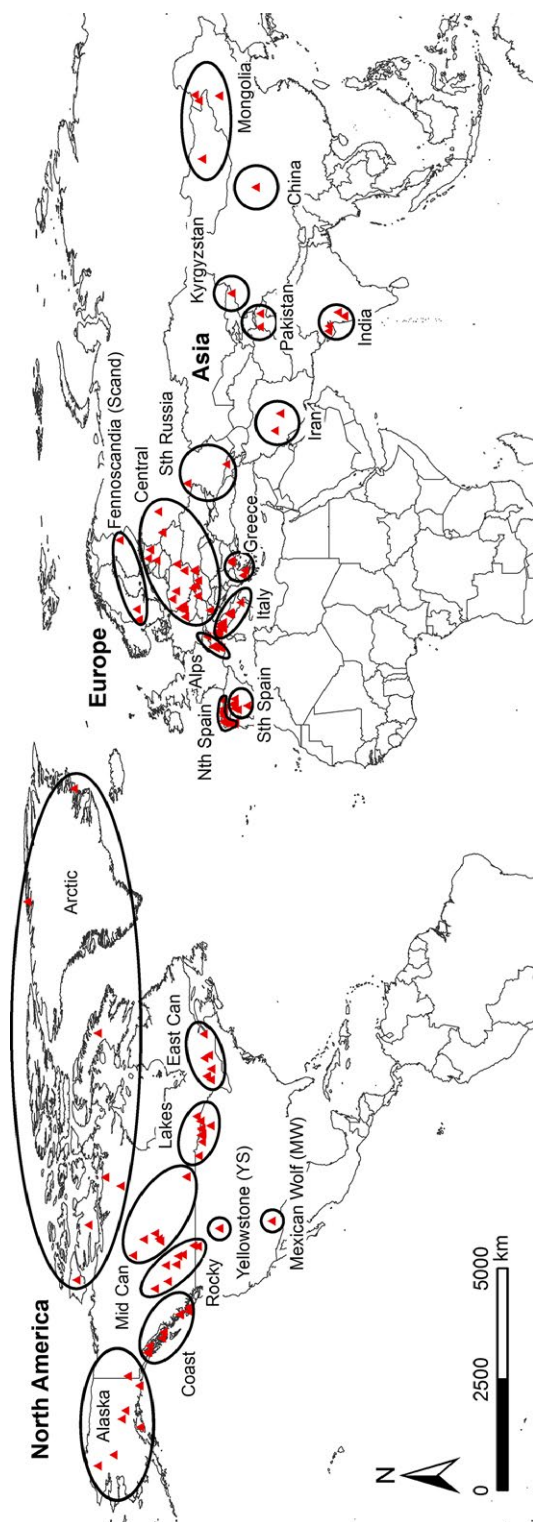 North America
Alaska
Coast
Rocky
Mid Can
Yellowstone (YS)
Mexican Wolf (MW)
Lakes
East Can
Arctic
Europe
Fennoscandia (Scand)
Central
Alps
Nth Spain
Sth Spain
Italy
Greece
Sth Russia
Asia
Iran
Kyrgyzstan
Pakistan
India
China
Mongolia
N
0 2500 5000
km